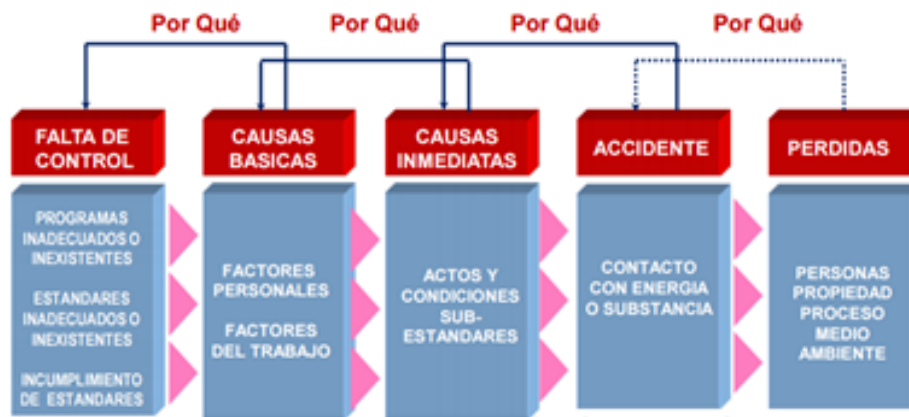 Por Qué
Por Qué
Por Qué
Por Qué
FALTA DE
CONTROL
CAUSAS
BASICAS
CAUSAS
INMEDIATAS
ACCIDENTE
PERDIDAS
PROGRAMAS
INADECUADOS O
INEXISTENTES
ESTANDARES
INADECUADOS O
INEXISTENTES
INCUMPLIMIENTO
DE ESTANDARES
FACTORES
PERSONALES
FACTORES
DEL TRABAJO
ACTOS Y
CONDICIONES
SUB-
ESTANDARES
CONTACTO
CON ENERGIA
O SUBSTANCIA
PERSONAS
PROPIEDAD
PROCESO
MEDIO
AMBIENTE